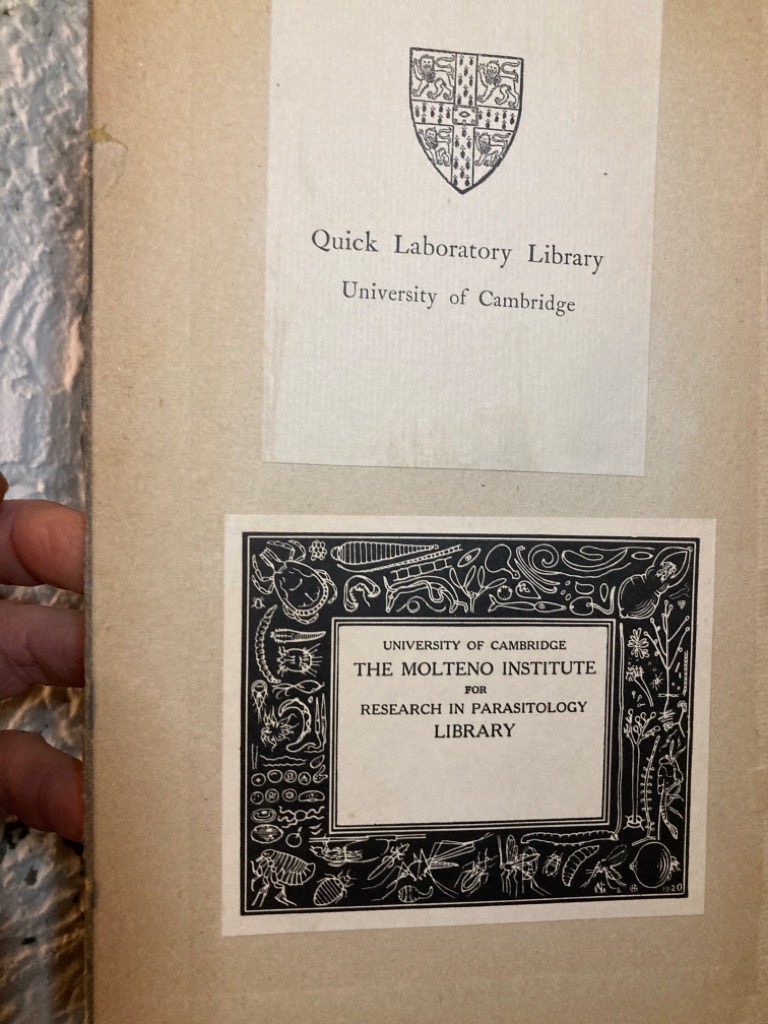 Quick Laboratory Library
University of Cambridge
UNIVERSITY OF CAMBRIDGE
THE MOLTENO INSTITUTE
FOR
RESEARCH IN PARASITOLOGY
LIBRARY
1920